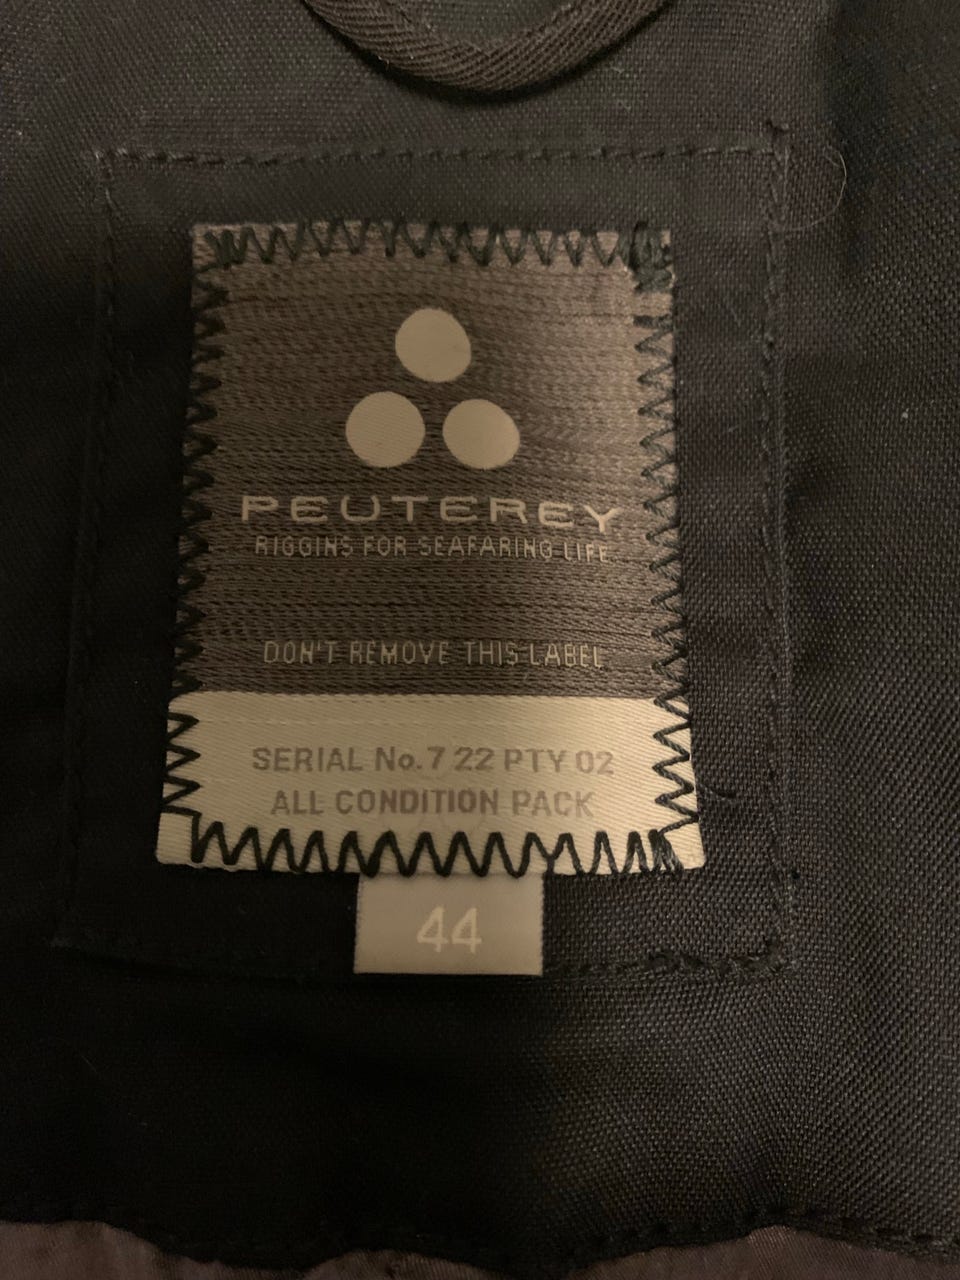 PEUTEREY
RIGGINS FOR SEAFARING LIFE
DON'T REMOVE THIS LABEL
SERIAL No. 7 22 PTY 02
ALL CONDITION PACK
44